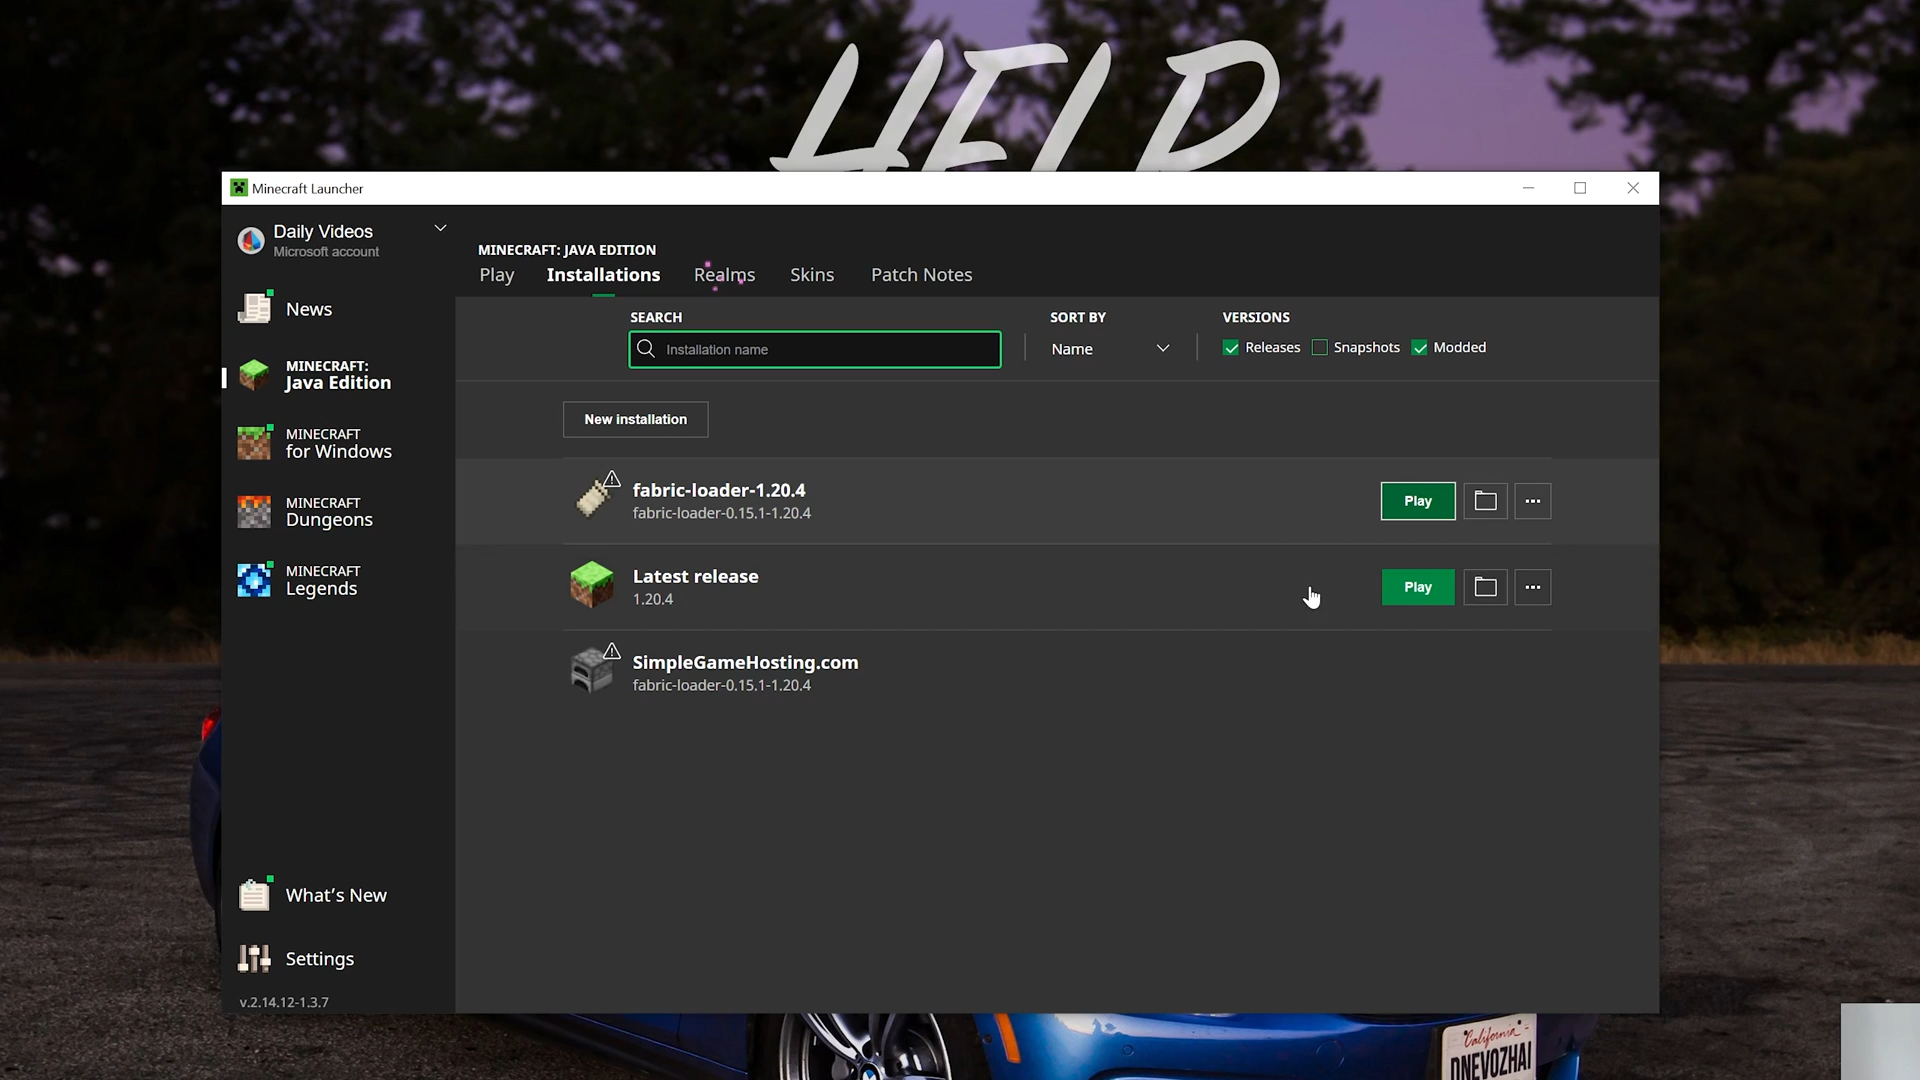 HELP
Minecraft Launcher
Daily Videos
Microsoft account
News
MINECRAFT:
Java Edition
MINECRAFT
for Windows
MINECRAFT
Dungeons
MINECRAFT
Legends
What's New
Settings
v.2.14.12-1.3.7
MINECRAFT: JAVA EDITION
Play Installations Realms Skins Patch Notes
SEARCH SORT BY VERSIONS
Installation name Name Releases Snapshots Modded
New installation
fabric-loader-1.20.4
fabric-loader-0.15.1-1.20.4
Play ...
Latest release
1.20.4
Play ...
SimpleGameHosting.com
fabric-loader-0.15.1-1.20.4
California
DNEVOZHAI